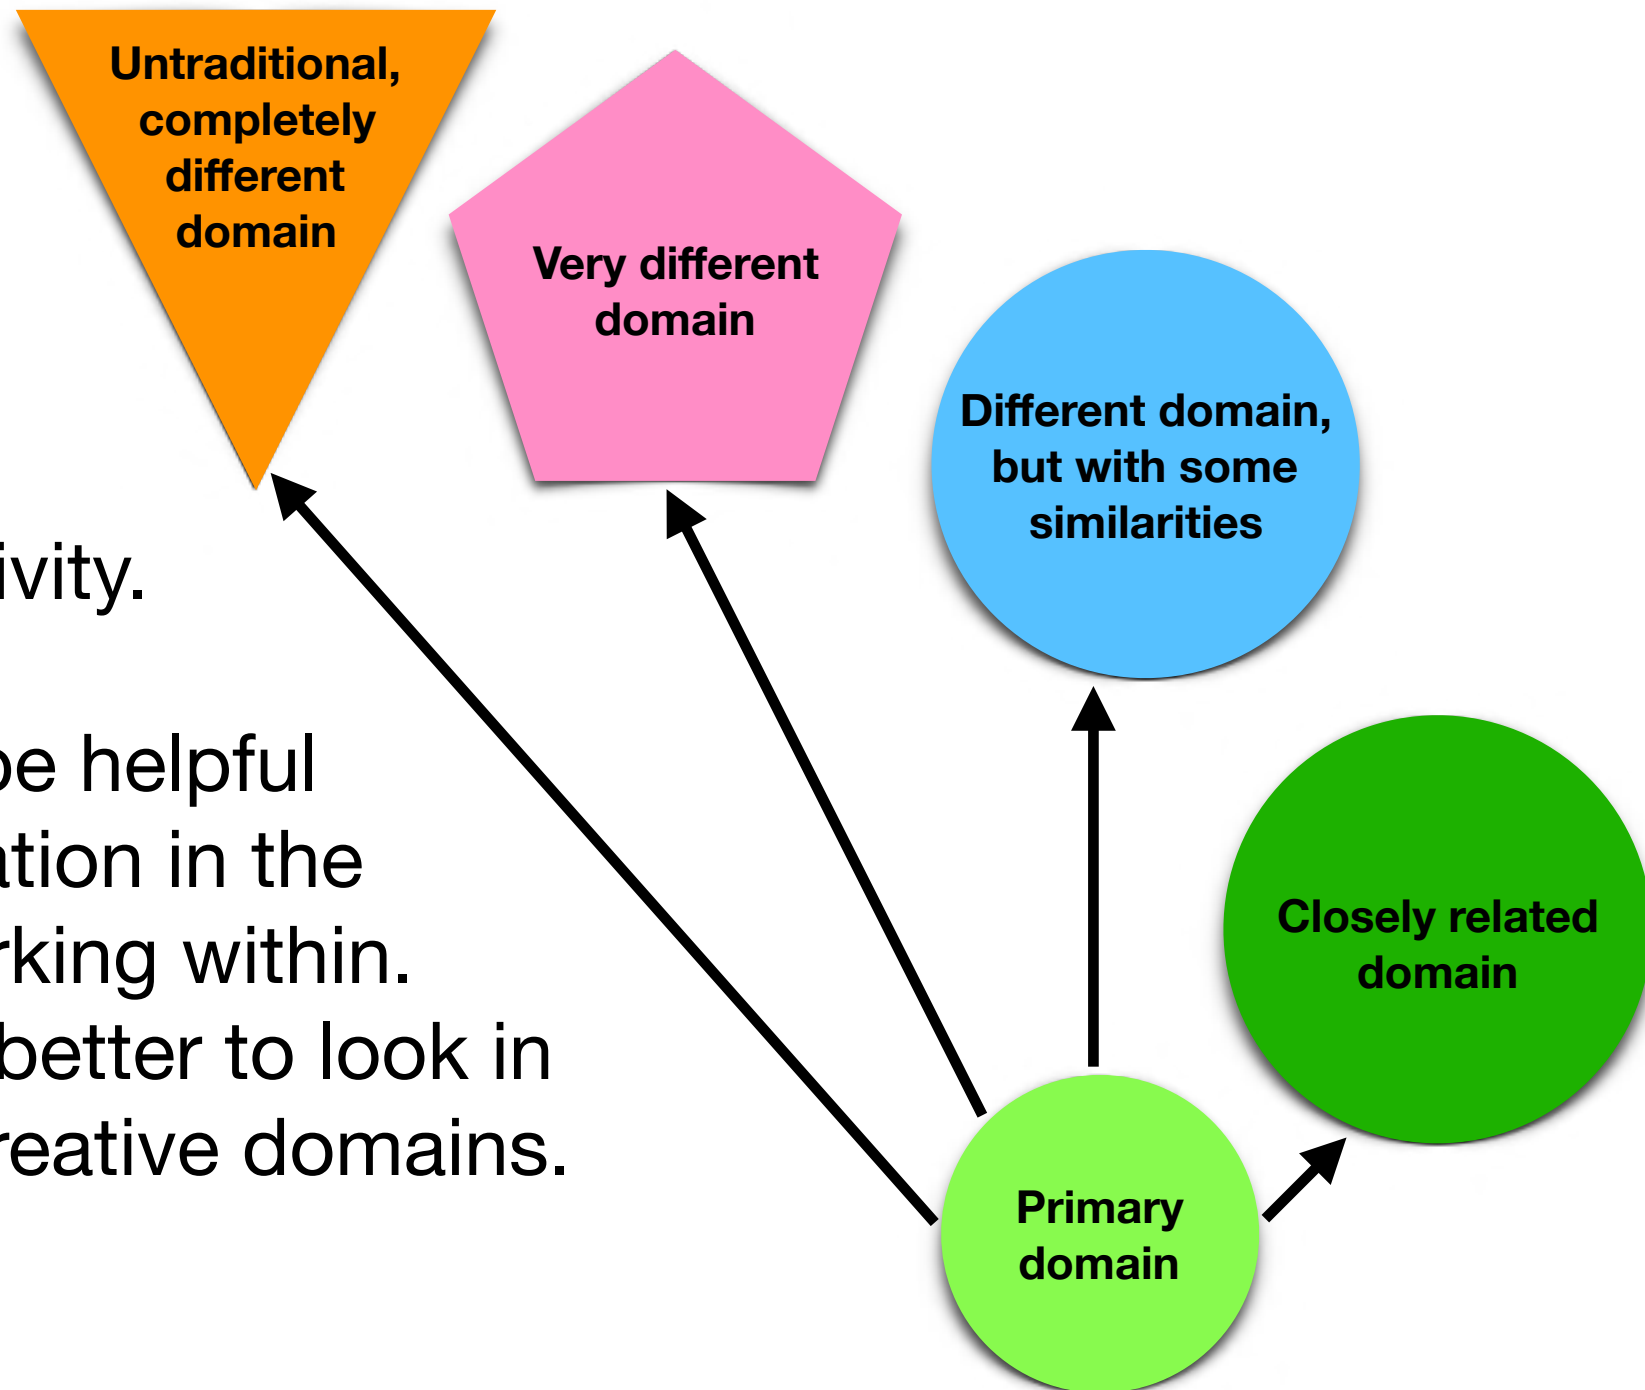 Untraditional,
completely
different
domain
Very different
domain
Different domain,
but with some
similarities
Closely related
domain
Primary
domain
ivity.
be helpful
ation in the
rking within.
better to look in
reative domains.